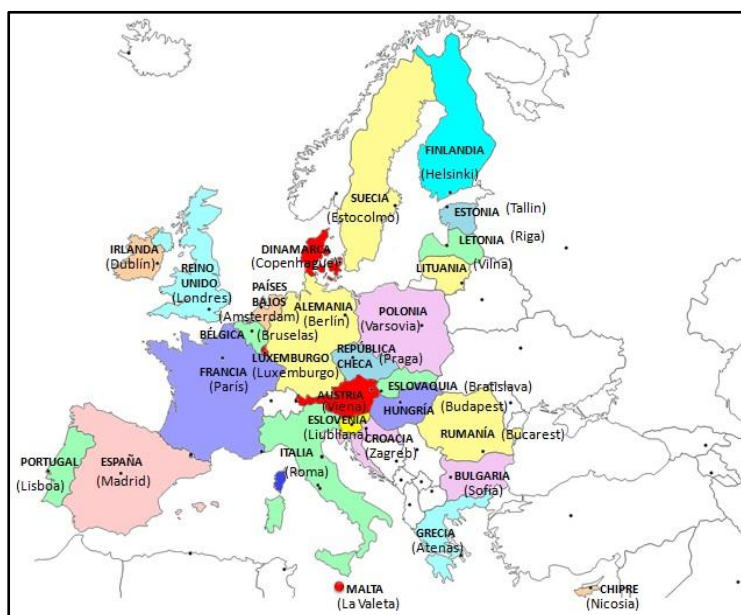 FINLANDIA
(Helsinki)
SUECIA
(Estocolmo)
ESTONIA (Tallin)
LETONIA (Riga)
LITUANIA (Vilna)
DINAMARCA
(Copenhague)
IRLANDA
(Dublín)
REINO
UNIDO
(Londres)
PAÍSES
BAJOS
(Amsterdam)
ALEMANIA
(Berlín)
POLONIA
(Varsovia)
BÉLGICA (Bruselas)
LUXEMBURGO
(Luxemburgo)
REPÚBLICA
CHECA (Praga)
FRANCIA
(París)
AUSTRIA
(Viena)
ESLOVAQUIA (Bratislava)
HUNGRÍA (Budapest)
ESLOVENIA
(Liubliana)
CROACIA
(Zagreb)
RUMANÍA (Bucarest)
ITALIA
(Roma)
PORTUGAL
(Lisboa)
ESPAÑA
(Madrid)
BULGARIA
(Sofía)
GRECIA
(Atenas)
MALTA
(La Valeta)
CHIPRE
(Nicosia)